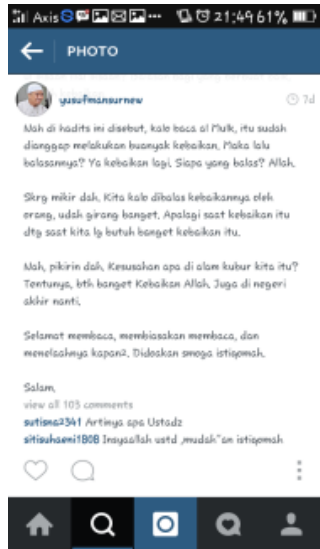 Axis 21:49 61%
PHOTO
yusufmansurnew 7d
Nah di hadits ini disebut, kalo baca al Mulk, itu sudah
dianggap melakukan buanyak kebaikan. Maka lalu
balasannya? Ya kebaikan lagi. Siapa yang balas? Allah.
Skrg mikir dah. Kita kalo dibalas kebaikannya oleh
orang, udah girang banget. Apalagi saat kebaikan itu
dtg saat kita lg butuh banget kebaikan itu.
Nah, pikirin dah. Kesusahan apa di alam kubur kita itu?
Tentunya, bth banget Kebaikan Allah. Juga di negeri
akhir nanti.
Selamat membaca, membiasakan membaca, dan
menelaahnya kapan2. Didoakan smoga istiqomah.
Salam,
view all 103 comments
sutisna2341 Artinya apa Ustadz
sitisuhaeni1808 Insyaallah ustd ,mudah"an istiqomah